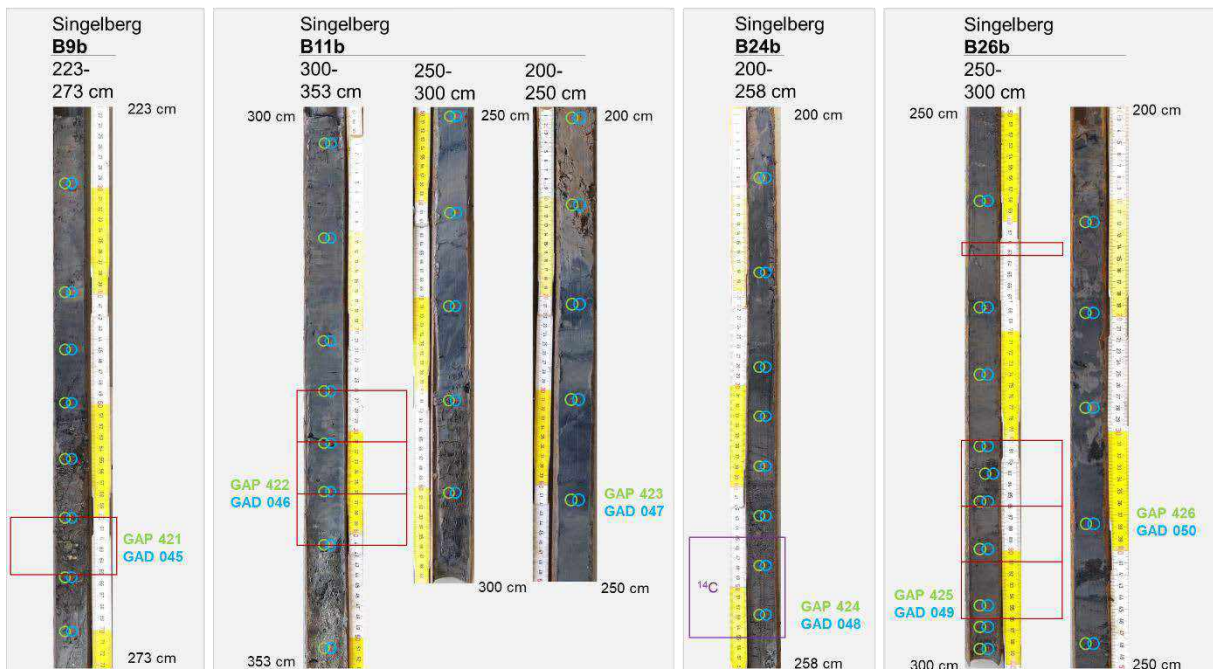 Singelberg
B9b
223-
273 cm
223 cm
GAP 421
GAD 045
273 cm
Singelberg
B11b
300-
353 cm
250-
300 cm
200-
250 cm
300 cm
250 cm
200 cm
GAP 422
GAD 046
GAP 423
GAD 047
300 cm
250 cm
353 cm
Singelberg
B24b
200-
258 cm
200 cm
¹⁴C
GAP 424
GAD 048
258 cm
Singelberg
B26b
250-
300 cm
250 cm
200 cm
GAP 426
GAD 050
GAP 425
GAD 049
300 cm
250 cm